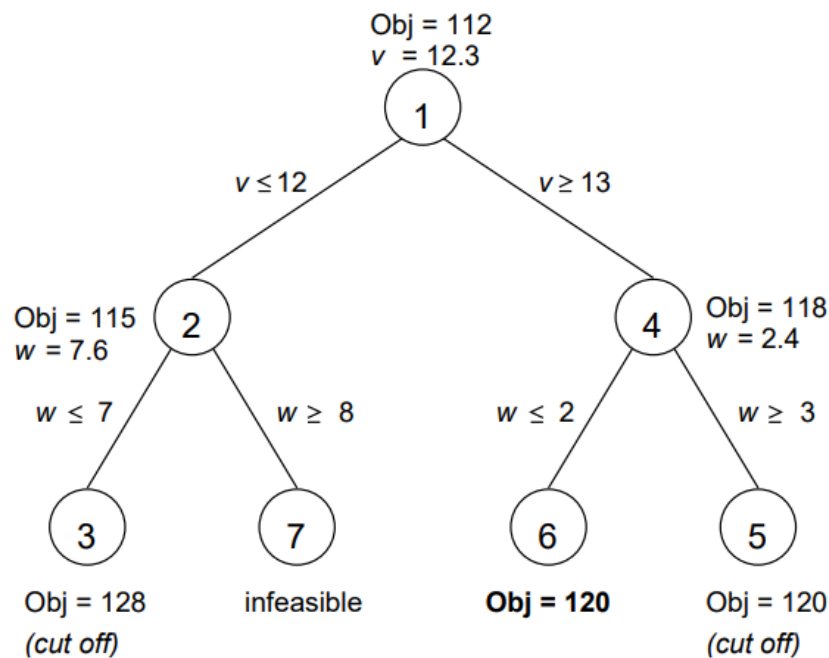 Obj = 112
v = 12.3
1
v ≤ 12
v ≥ 13
Obj = 115
w = 7.6
2
4
Obj = 118
w = 2.4
w ≤ 7
w ≥ 8
w ≤ 2
w ≥ 3
3
7
6
5
Obj = 128
(cut off)
infeasible
Obj = 120
Obj = 120
(cut off)